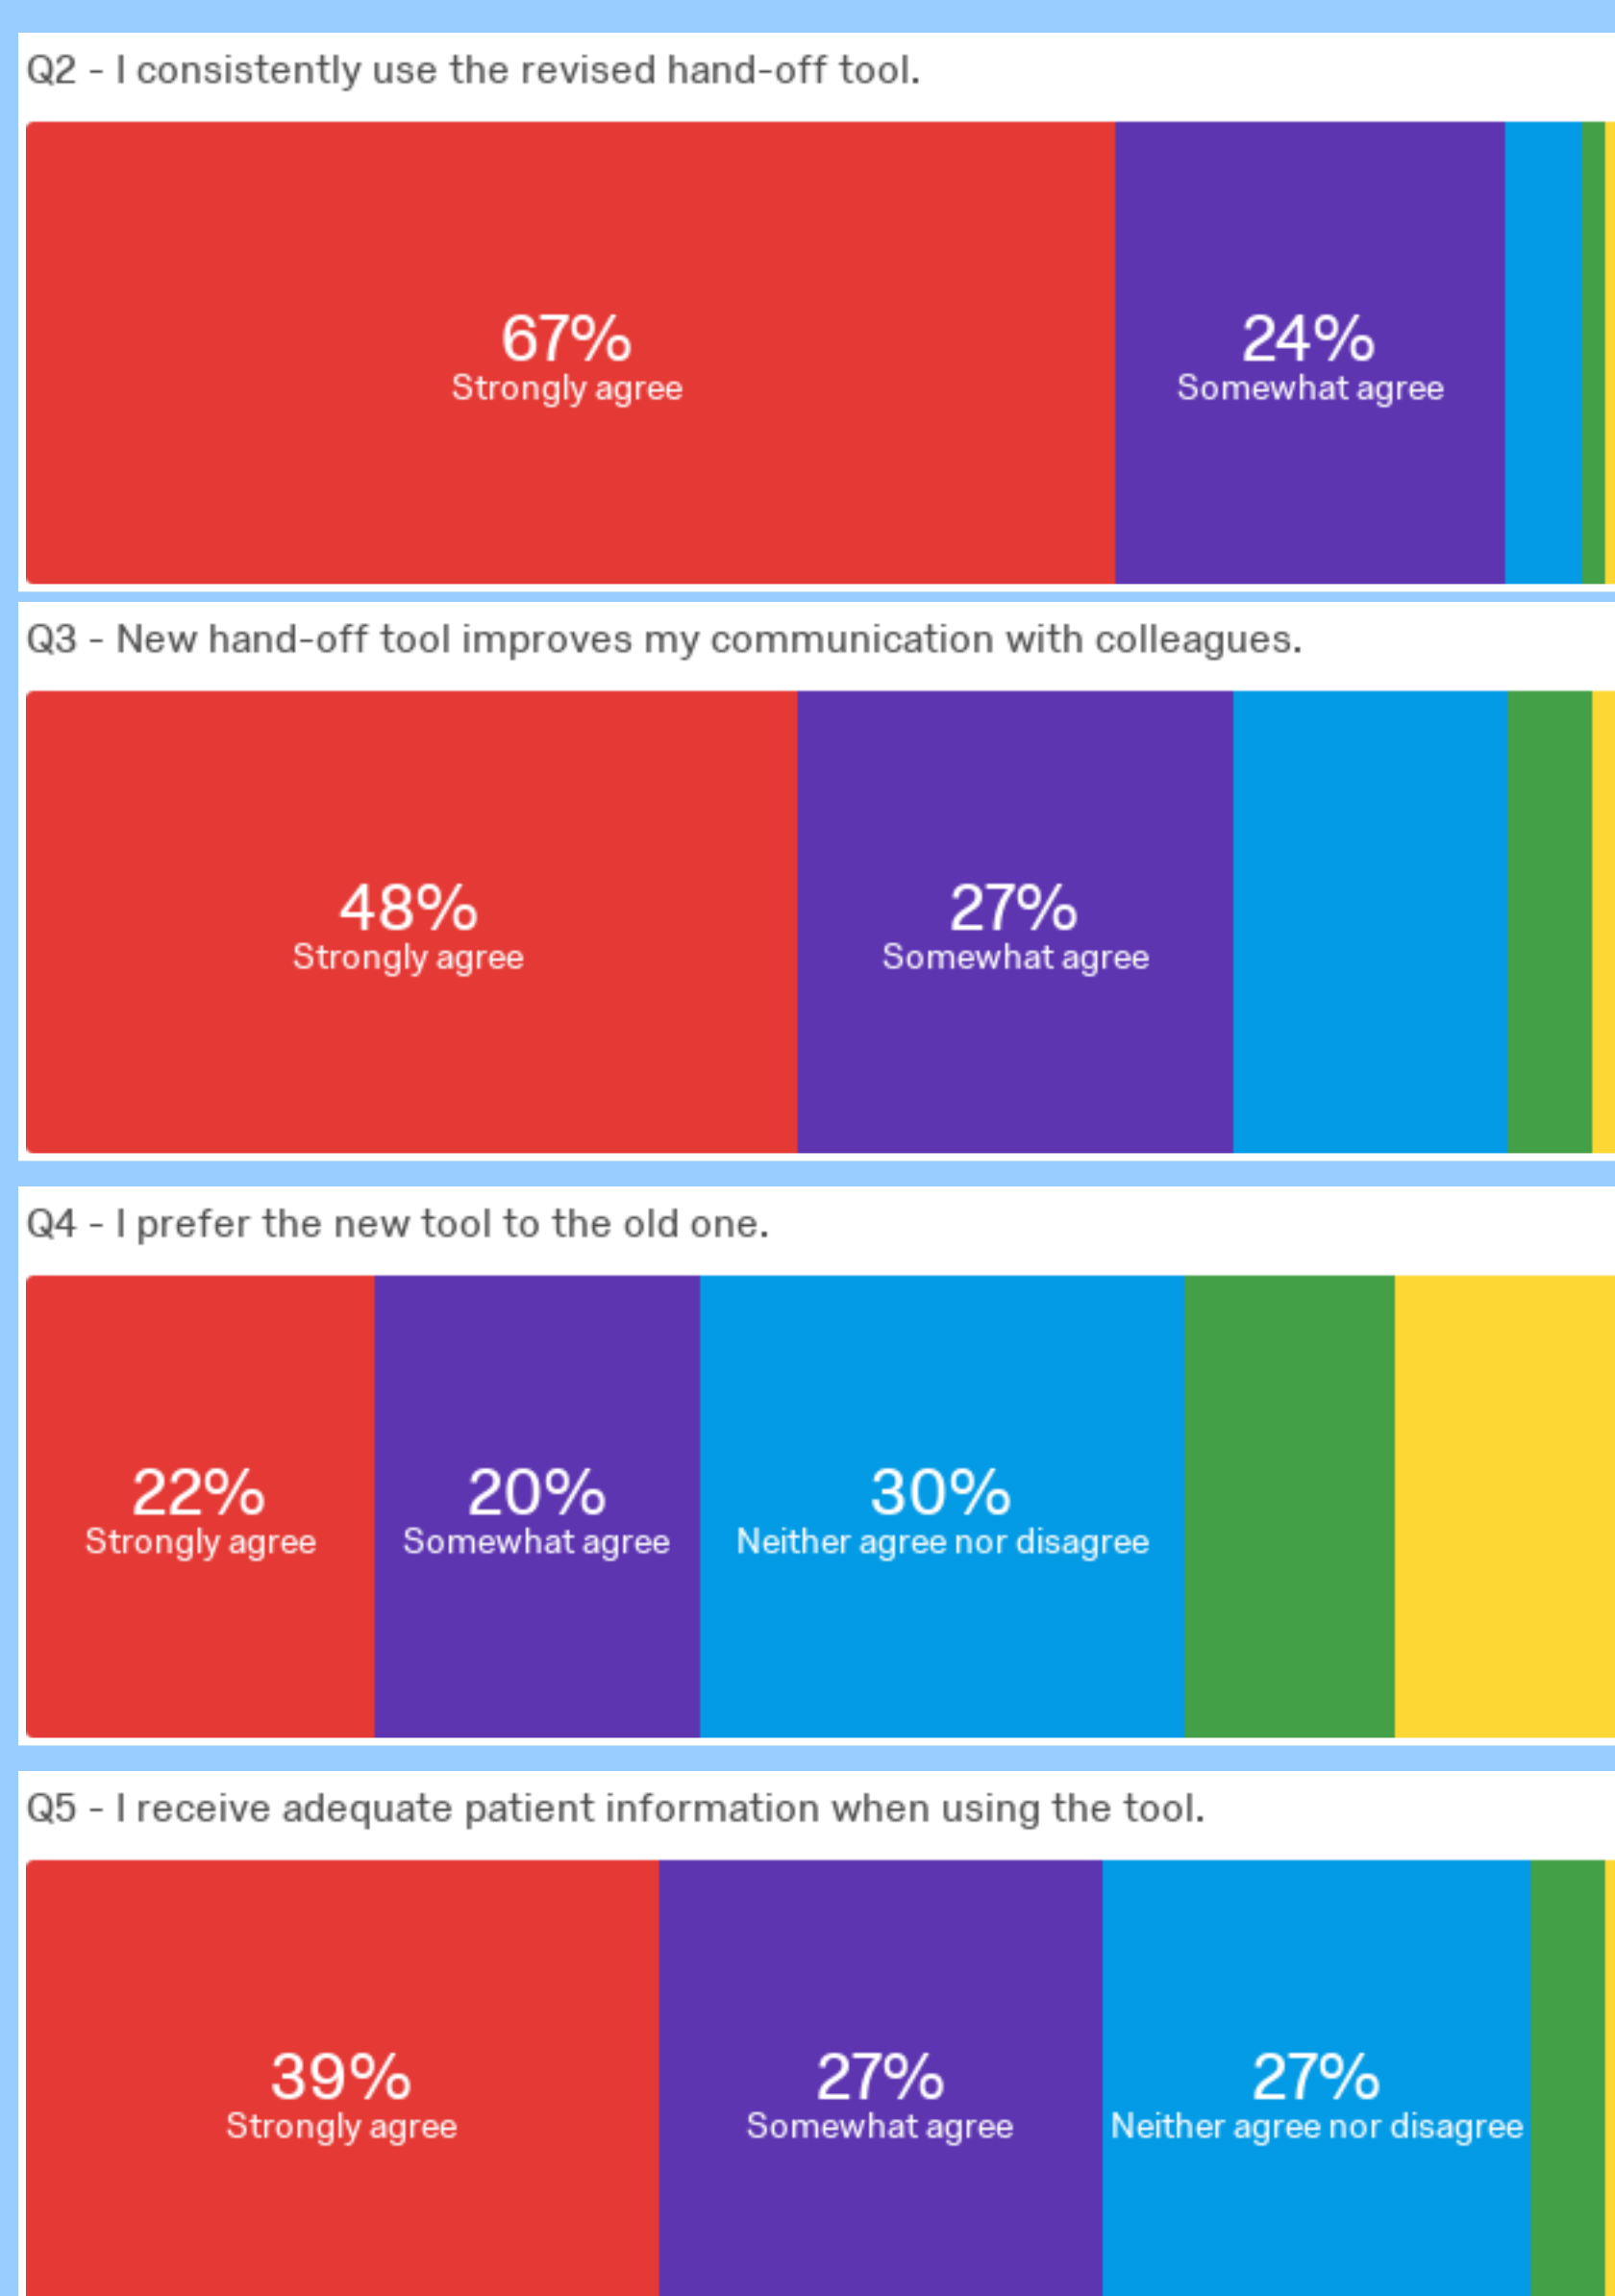 Q2 - I consistently use the revised hand-off tool.
67%
Strongly agree
24%
Somewhat agree
Q3 - New hand-off tool improves my communication with colleagues.
48%
Strongly agree
27%
Somewhat agree
Q4 - I prefer the new tool to the old one.
22%
Strongly agree
20%
Somewhat agree
30%
Neither agree nor disagree
Q5 - I receive adequate patient information when using the tool.
39%
Strongly agree
27%
Somewhat agree
27%
Neither agree nor disagree